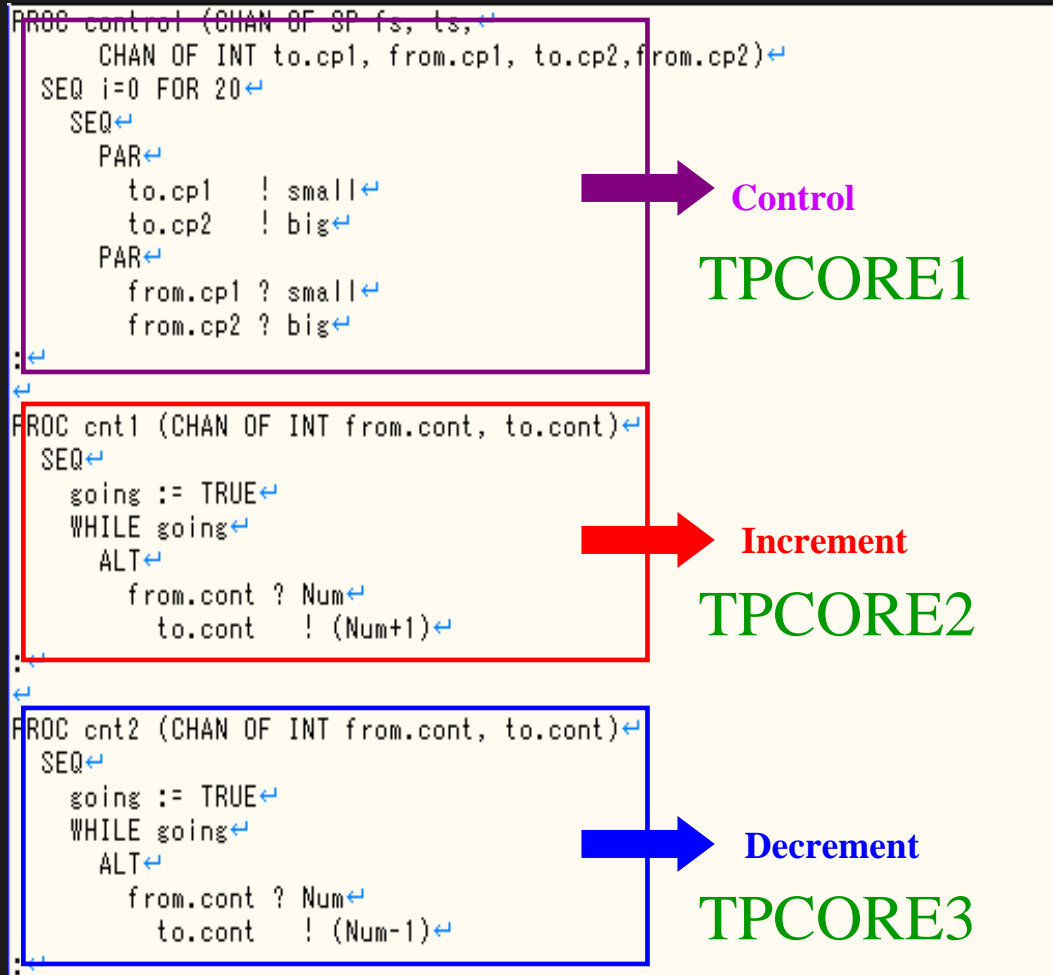 PROC control (CHAN OF SP fs, ts,↵
CHAN OF INT to.cp1, from.cp1, to.cp2,from.cp2)↵
SEQ i=0 FOR 20↵
SEQ↵
PAR↵
to.cp1 ! small↵
to.cp2 ! big↵
PAR↵
from.cp1 ? small↵
from.cp2 ? big↵
:↵
↵
Control
TPCORE1
PROC cnt1 (CHAN OF INT from.cont, to.cont)↵
SEQ↵
going := TRUE↵
WHILE going↵
ALT↵
from.cont ? Num↵
to.cont ! (Num+1)↵
:↵
↵
Increment
TPCORE2
PROC cnt2 (CHAN OF INT from.cont, to.cont)↵
SEQ↵
going := TRUE↵
WHILE going↵
ALT↵
from.cont ? Num↵
to.cont ! (Num-1)↵
:↵
Decrement
TPCORE3